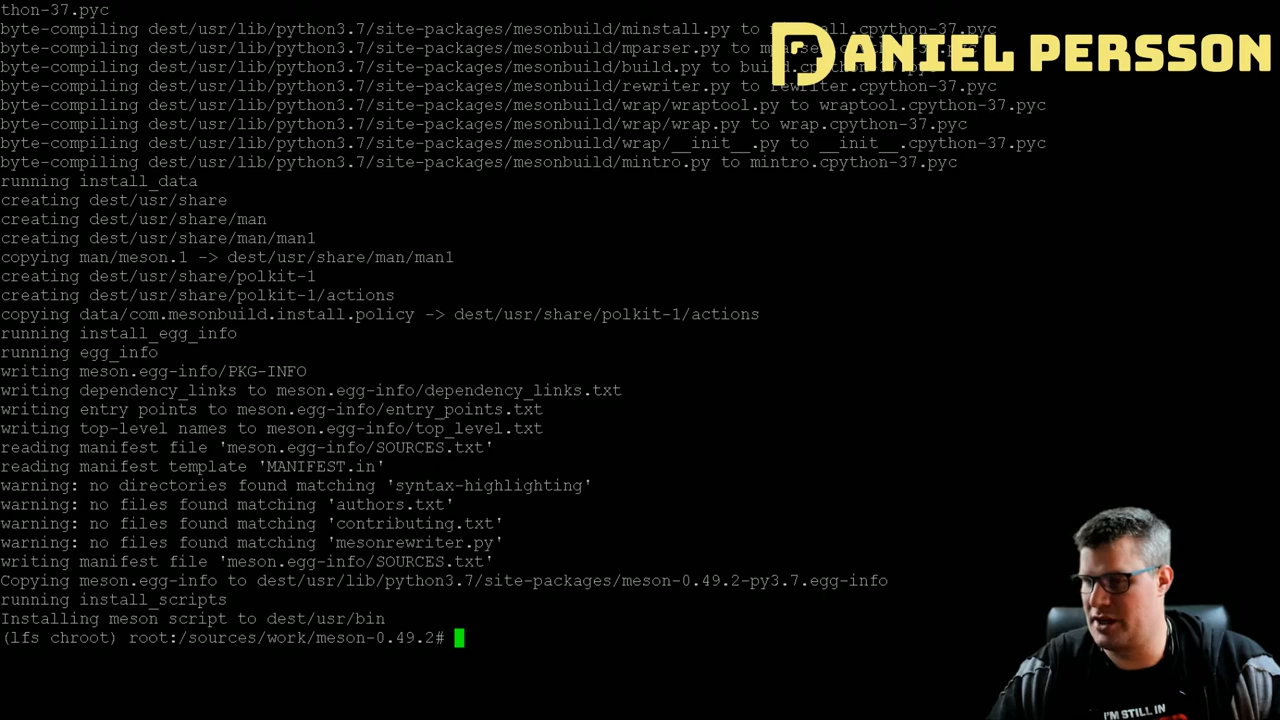 thon-37.pyc
byte-compiling dest/usr/lib/python3.7/site-packages/mesonbuild/minstall.py to minstall.cpython-37.pyc
byte-compiling dest/usr/lib/python3.7/site-packages/mesonbuild/mparser.py to mparser.cpython-37.pyc
byte-compiling dest/usr/lib/python3.7/site-packages/mesonbuild/build.py to build.cpython-37.pyc
byte-compiling dest/usr/lib/python3.7/site-packages/mesonbuild/rewriter.py to rewriter.cpython-37.pyc
byte-compiling dest/usr/lib/python3.7/site-packages/mesonbuild/wrap/wraptool.py to wraptool.cpython-37.pyc
byte-compiling dest/usr/lib/python3.7/site-packages/mesonbuild/wrap/wrap.py to wrap.cpython-37.pyc
byte-compiling dest/usr/lib/python3.7/site-packages/mesonbuild/wrap/__init__.py to __init__.cpython-37.pyc
byte-compiling dest/usr/lib/python3.7/site-packages/mesonbuild/mintro.py to mintro.cpython-37.pyc
running install_data
creating dest/usr/share
creating dest/usr/share/man
creating dest/usr/share/man/man1
copying man/meson.1 -> dest/usr/share/man/man1
creating dest/usr/share/polkit-1
creating dest/usr/share/polkit-1/actions
copying data/com.mesonbuild.install.policy -> dest/usr/share/polkit-1/actions
running install_egg_info
running egg_info
writing meson.egg-info/PKG-INFO
writing dependency_links to meson.egg-info/dependency_links.txt
writing entry points to meson.egg-info/entry_points.txt
writing top-level names to meson.egg-info/top_level.txt
reading manifest file 'meson.egg-info/SOURCES.txt'
reading manifest template 'MANIFEST.in'
warning: no directories found matching 'syntax-highlighting'
warning: no files found matching 'authors.txt'
warning: no files found matching 'contributing.txt'
warning: no files found matching 'mesonrewriter.py'
writing manifest file 'meson.egg-info/SOURCES.txt'
Copying meson.egg-info to dest/usr/lib/python3.7/site-packages/meson-0.49.2-py3.7.egg-info
running install_scripts
Installing meson script to dest/usr/bin
(lfs chroot) root:/sources/work/meson-0.49.2#
DANIEL PERSSON
I'M STILL IN